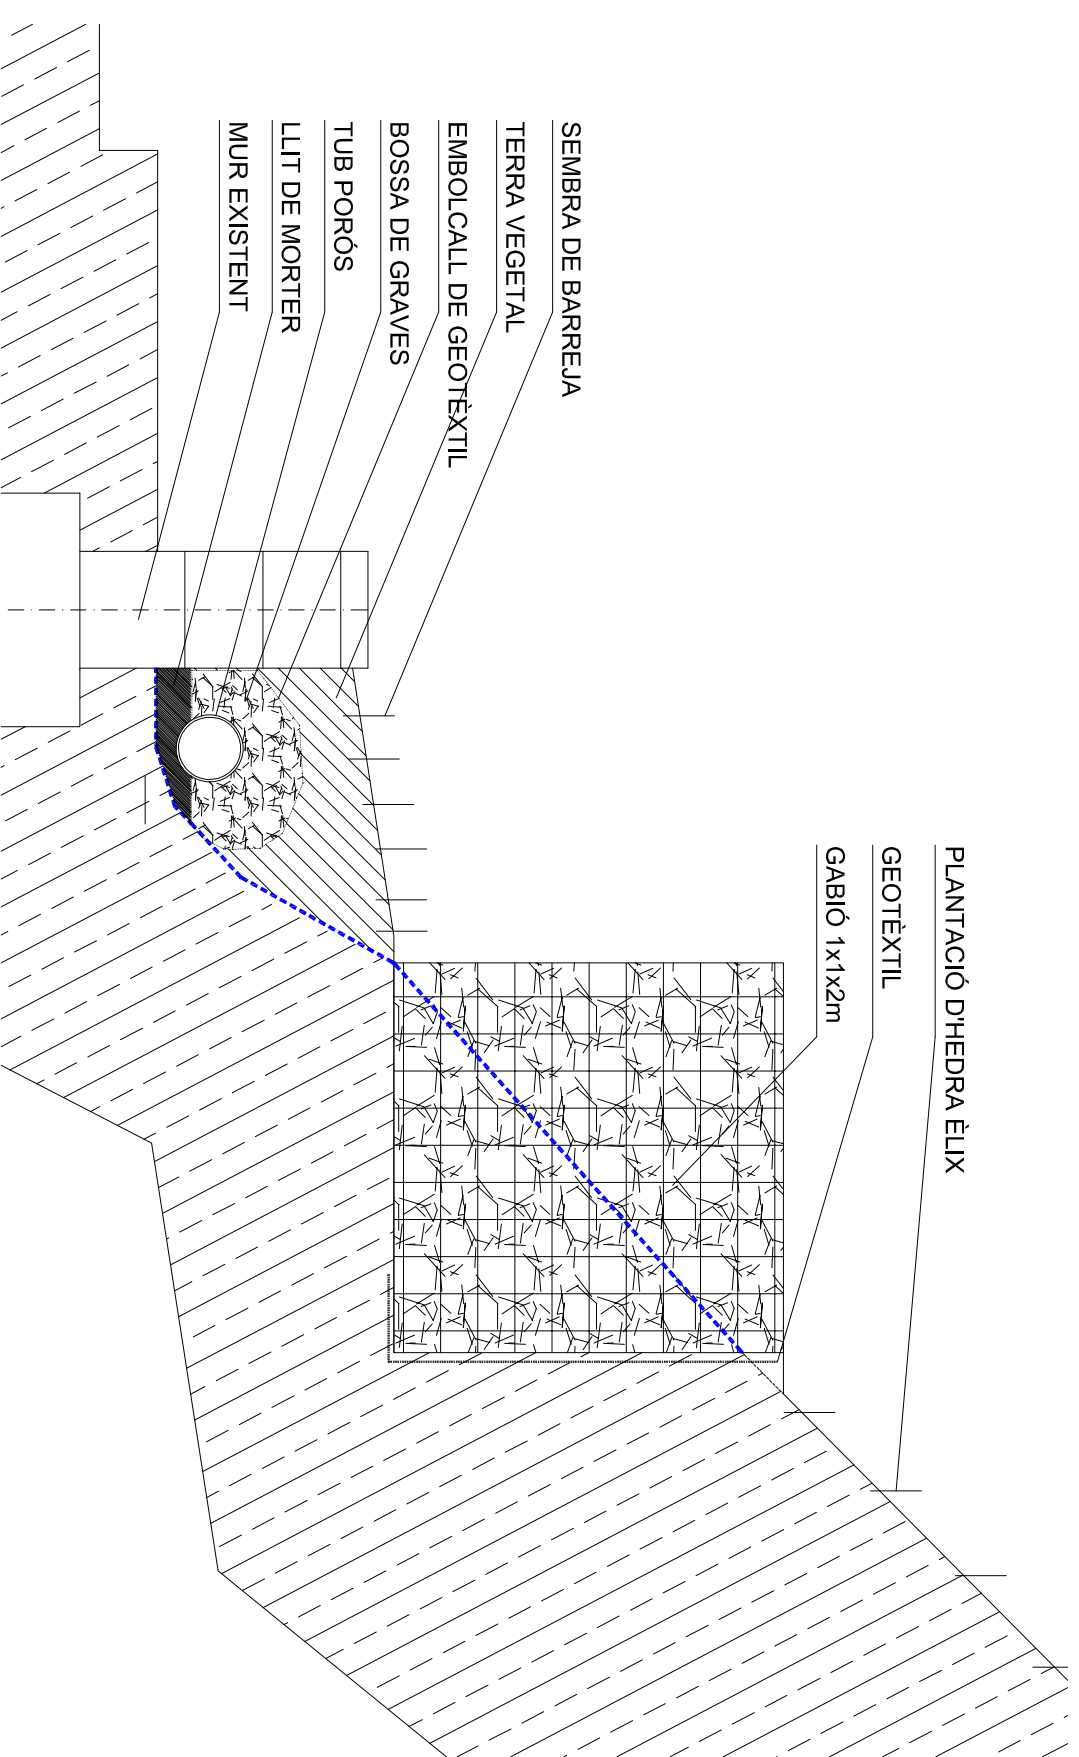 SEMBRA DE BARREJA
TERRA VEGETAL
EMBOLCALL DE GEOTÈXTIL
BOSSA DE GRAVES
TUB PORÓS
LLIT DE MORTER
MUR EXISTENT
PLANTACIÓ D'HEDRA ÈLIX
GEOTÈXTIL
GABIÓ 1x1x2m